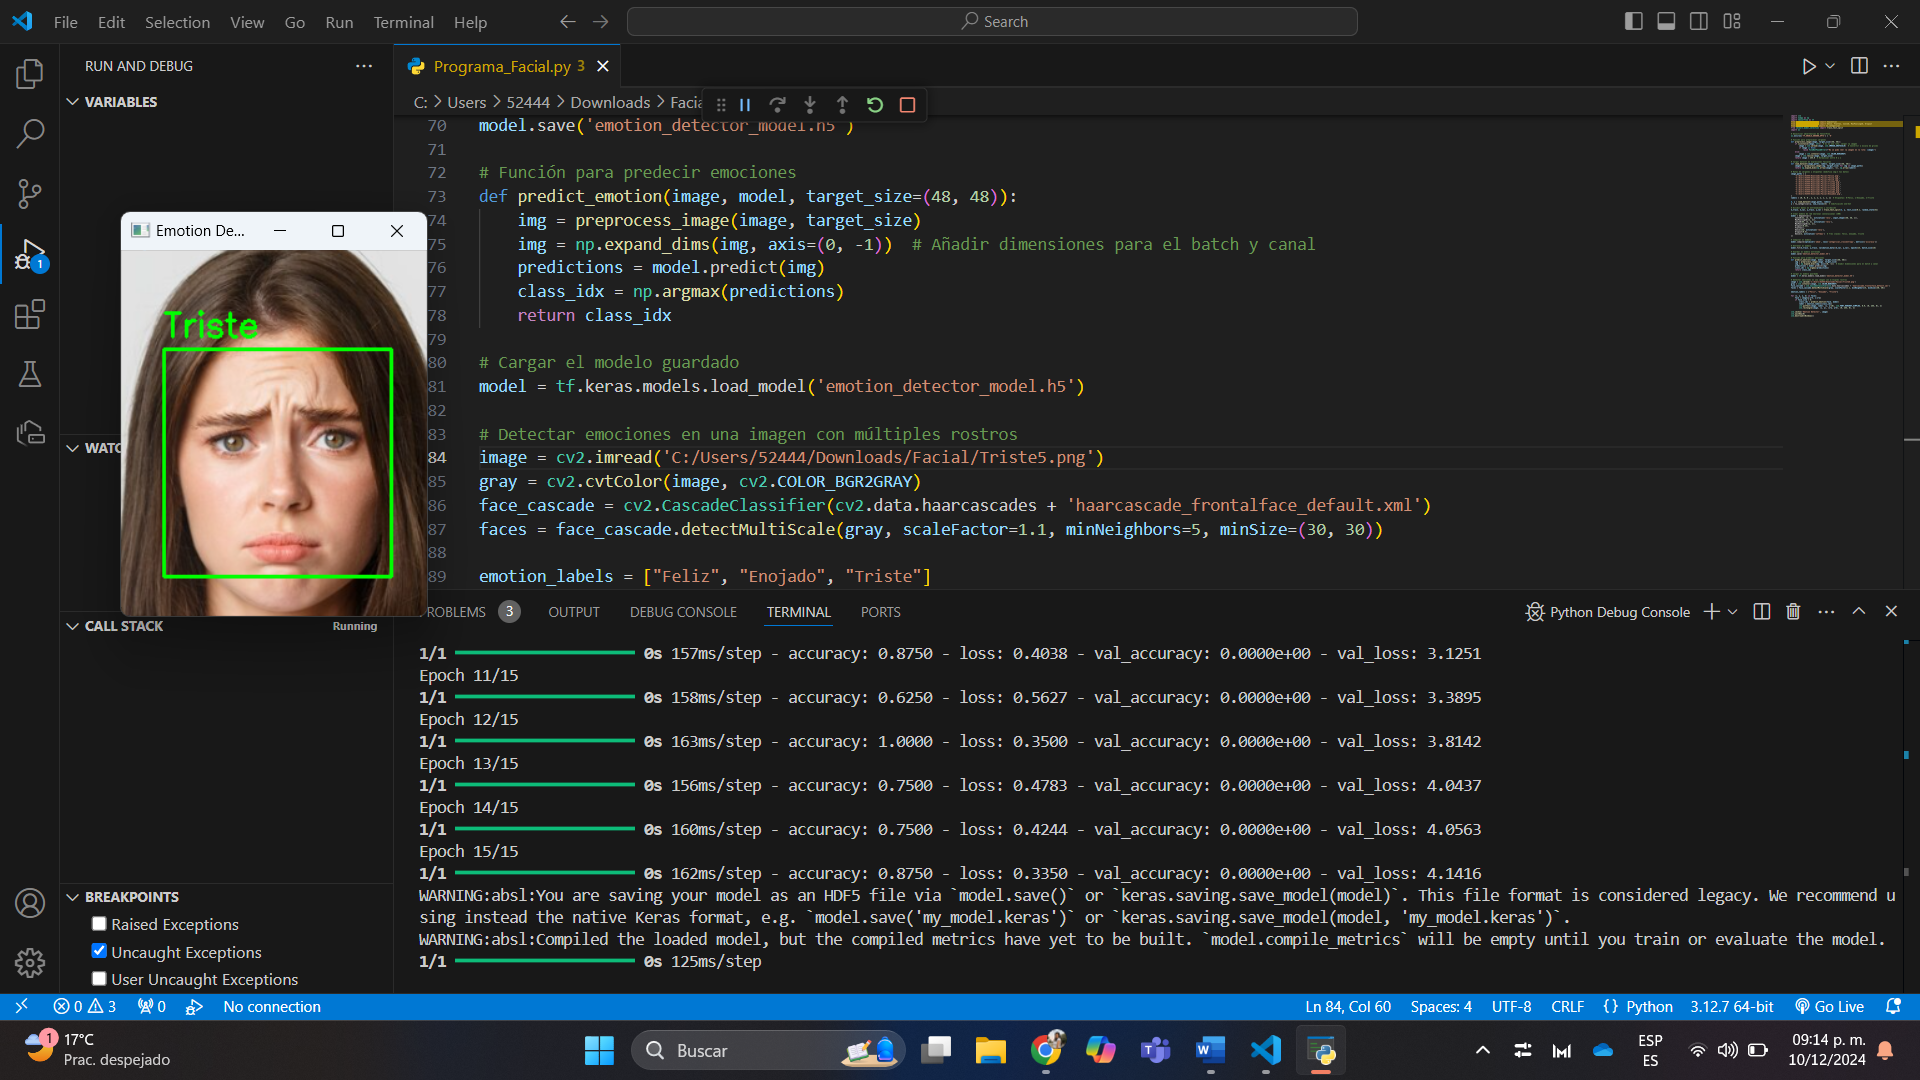 File Edit Selection View Go Run Terminal Help
Search
RUN AND DEBUG
VARIABLES
Programa_Facial.py 3
C: > Users > 52444 > Downloads > Facia
70 model.save('emotion_detector_model.h5')
71
72 # Función para predecir emociones
73 def predict_emotion(image, model, target_size=(48, 48)):
74 img = preprocess_image(image, target_size)
75 img = np.expand_dims(img, axis=(0, -1)) # Añadir dimensiones para el batch y canal
76 predictions = model.predict(img)
77 class_idx = np.argmax(predictions)
78 return class_idx
79
80 # Cargar el modelo guardado
81 model = tf.keras.models.load_model('emotion_detector_model.h5')
82
83 # Detectar emociones en una imagen con múltiples rostros
84 image = cv2.imread('C:/Users/52444/Downloads/Facial/Triste5.png')
85 gray = cv2.cvtColor(image, cv2.COLOR_BGR2GRAY)
86 face_cascade = cv2.CascadeClassifier(cv2.data.haarcascades + 'haarcascade_frontalface_default.xml')
87 faces = face_cascade.detectMultiScale(gray, scaleFactor=1.1, minNeighbors=5, minSize=(30, 30))
88
89 emotion_labels = ["Feliz", "Enojado", "Triste"]
Emotion De...
Triste
1
WATC
CALL STACK
Running
BREAKPOINTS
Raised Exceptions
Uncaught Exceptions
User Uncaught Exceptions
ROBLEMS 3 OUTPUT DEBUG CONSOLE TERMINAL PORTS
Python Debug Console
1/1 0s 157ms/step - accuracy: 0.8750 - loss: 0.4038 - val_accuracy: 0.0000e+00 - val_loss: 3.1251
Epoch 11/15
1/1 0s 158ms/step - accuracy: 0.6250 - loss: 0.5627 - val_accuracy: 0.0000e+00 - val_loss: 3.3895
Epoch 12/15
1/1 0s 163ms/step - accuracy: 1.0000 - loss: 0.3500 - val_accuracy: 0.0000e+00 - val_loss: 3.8142
Epoch 13/15
1/1 0s 156ms/step - accuracy: 0.7500 - loss: 0.4783 - val_accuracy: 0.0000e+00 - val_loss: 4.0437
Epoch 14/15
1/1 0s 160ms/step - accuracy: 0.7500 - loss: 0.4244 - val_accuracy: 0.0000e+00 - val_loss: 4.0563
Epoch 15/15
1/1 0s 162ms/step - accuracy: 0.8750 - loss: 0.3350 - val_accuracy: 0.0000e+00 - val_loss: 4.1416
WARNING:absl:You are saving your model as an HDF5 file via `model.save()` or `keras.saving.save_model(model)`. This file format is considered legacy. We recommend u
sing instead the native Keras format, e.g. `model.save('my_model.keras')` or `keras.saving.save_model(model, 'my_model.keras')`.
WARNING:absl:Compiled the loaded model, but the compiled metrics have yet to be built. `model.compile_metrics` will be empty until you train or evaluate the model.
1/1 0s 125ms/step
0 3 0 No connection
Ln 84, Col 60 Spaces: 4 UTF-8 CRLF {} Python 3.12.7 64-bit Go Live
1 17°C
Prac. despejado
Buscar
ESP
ES
09:14 p. m.
10/12/2024